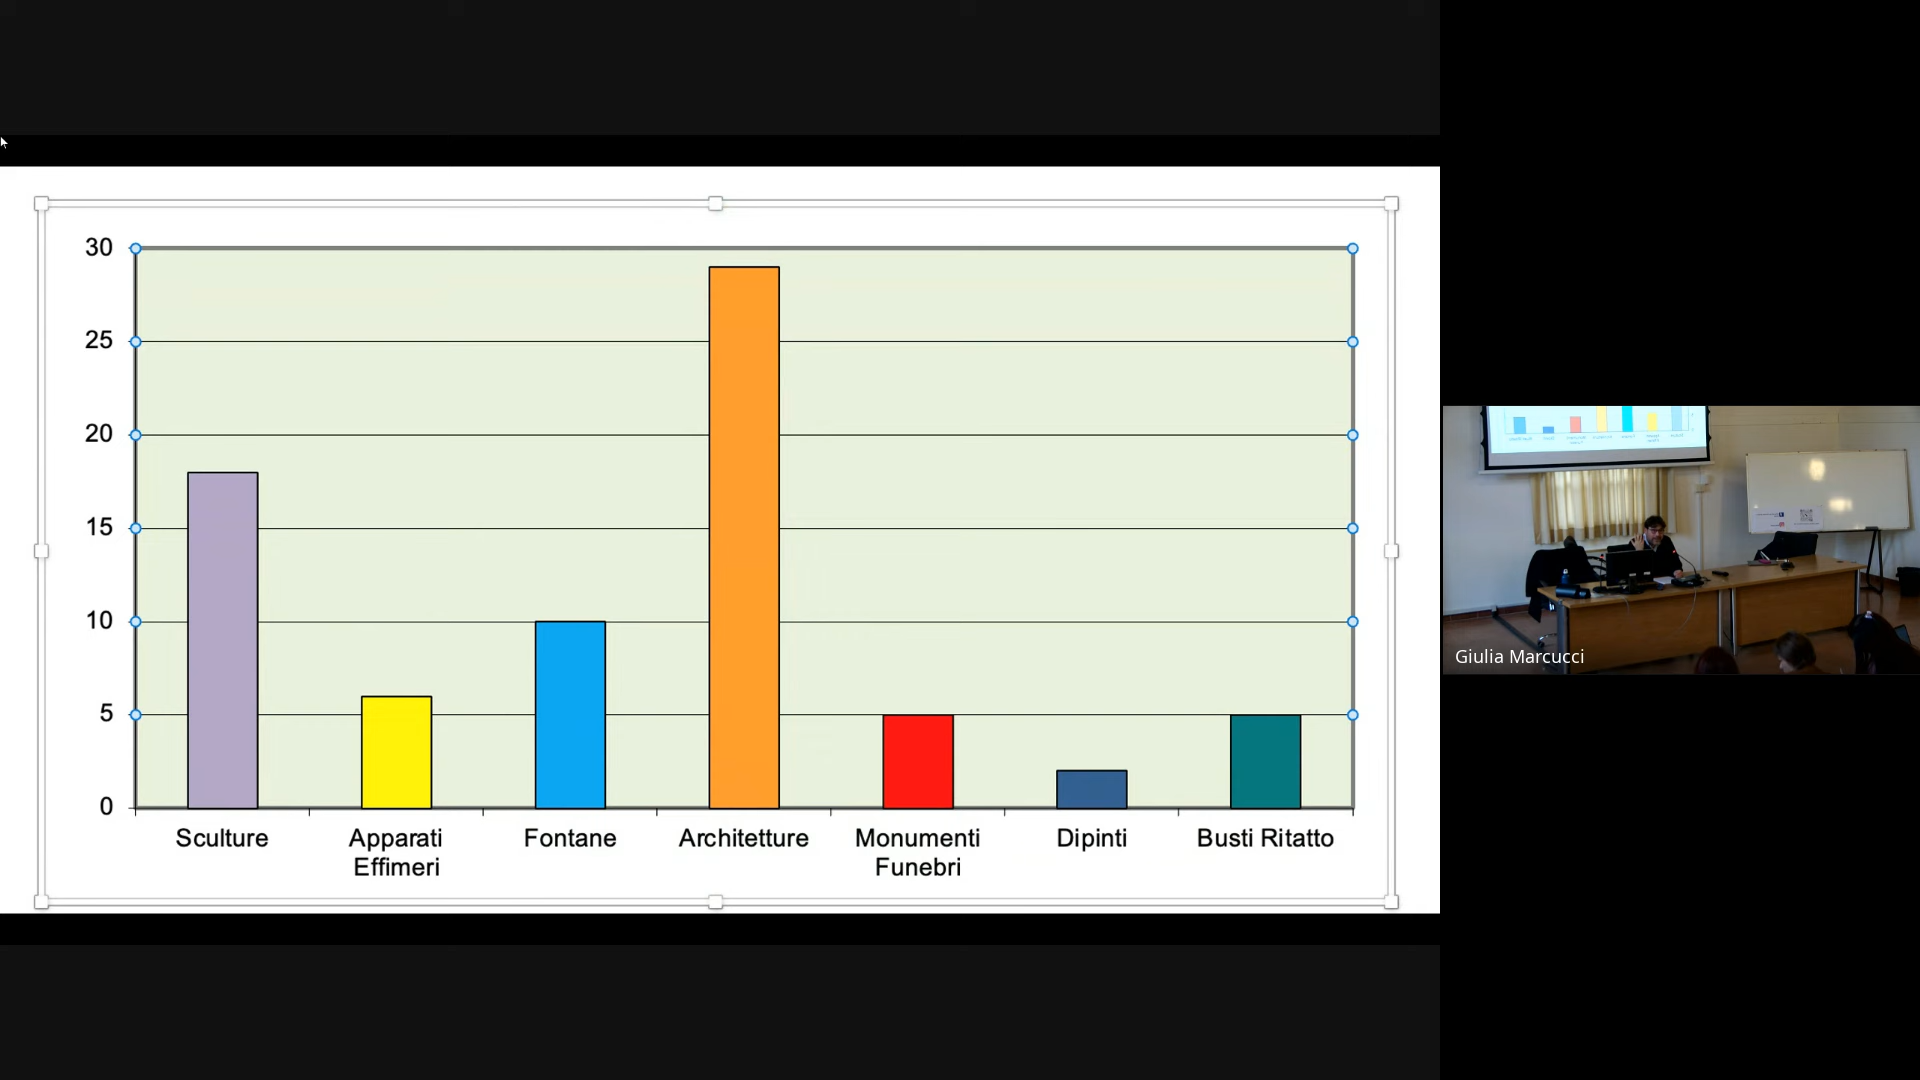 30
25
20
15
10
5
0
Sculture
Apparati
Effimeri
Fontane
Architetture
Monumenti
Funebri
Dipinti
Busti Ritatto
Giulia Marcucci